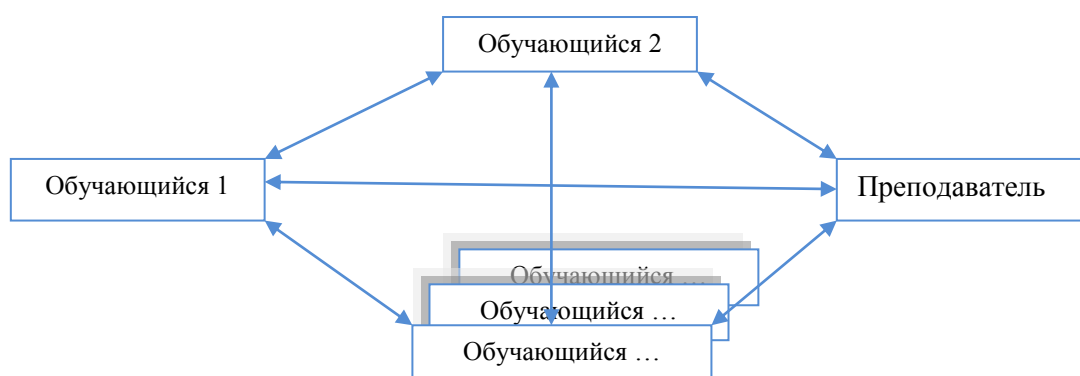 Обучающийся 2
Обучающийся 1
Преподаватель
Обучающийся …
Обучающийся …
Обучающийся …